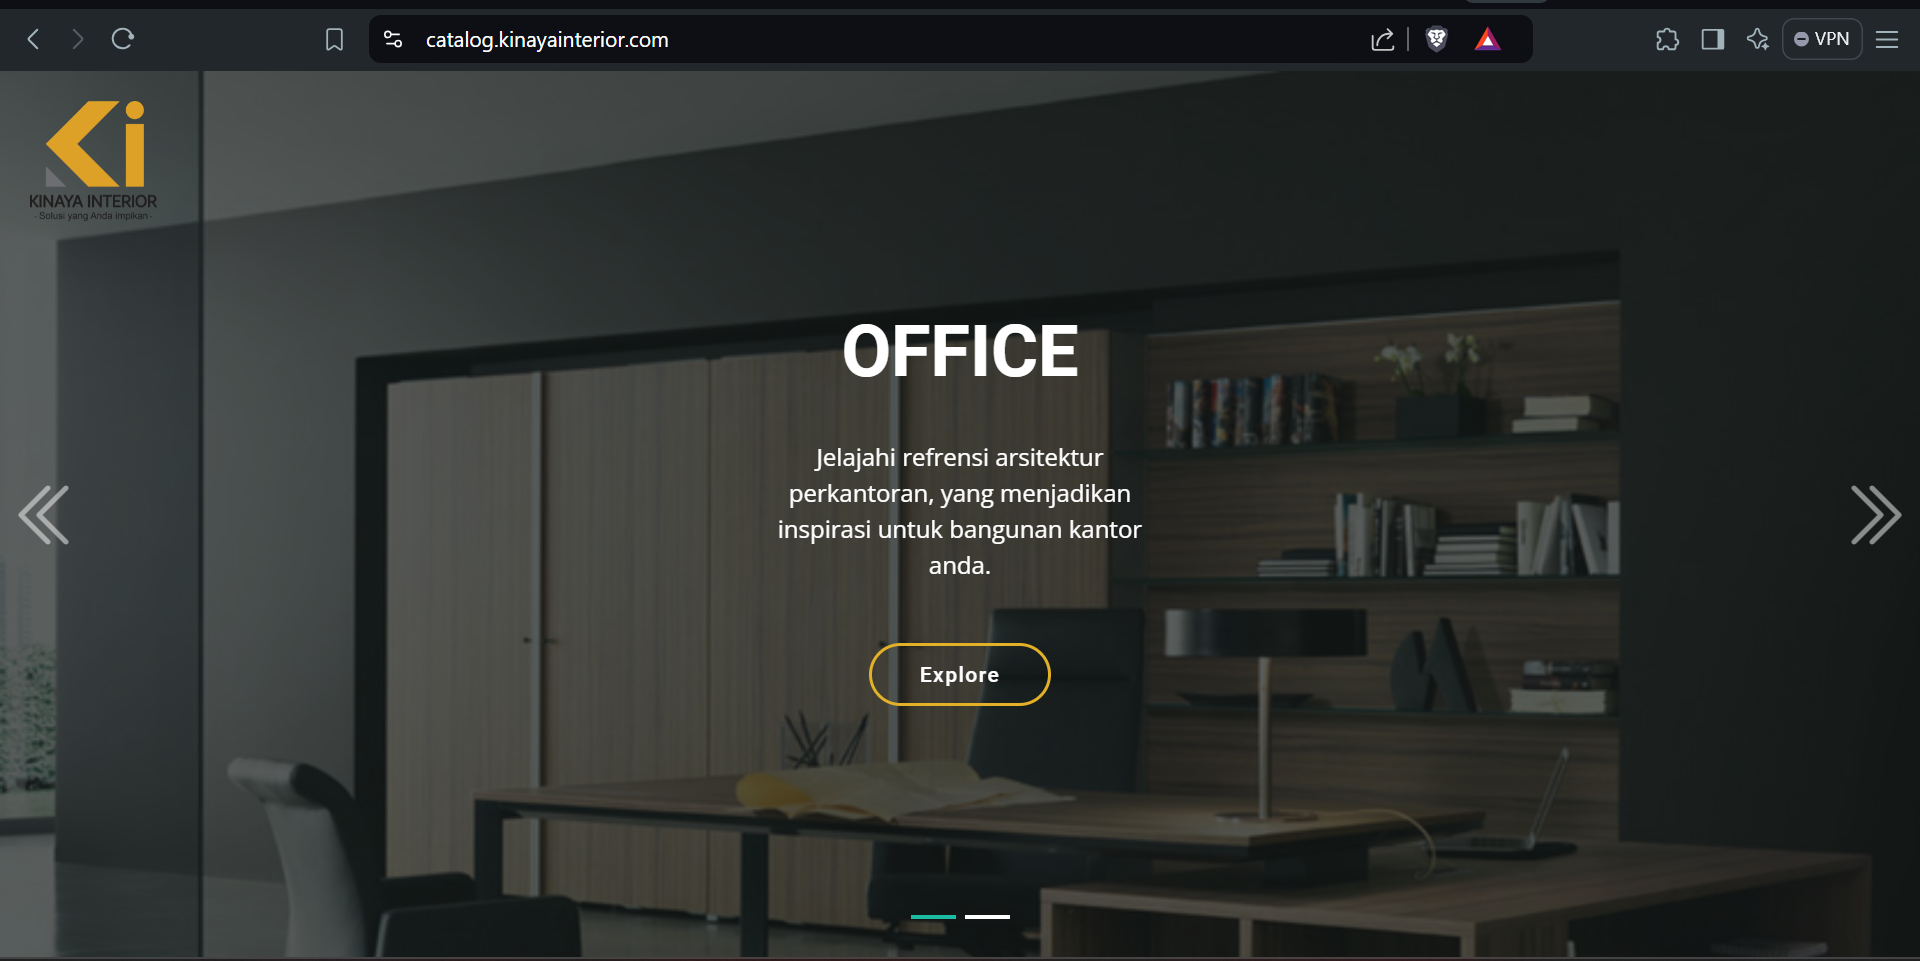 catalog.kinayainterior.com
VPN
Ki
KINAYA INTERIOR
- Solusi yang Anda impikan -
OFFICE
Jelajahi refrensi arsitektur
perkantoran, yang menjadikan
inspirasi untuk bangunan kantor
anda.
Explore